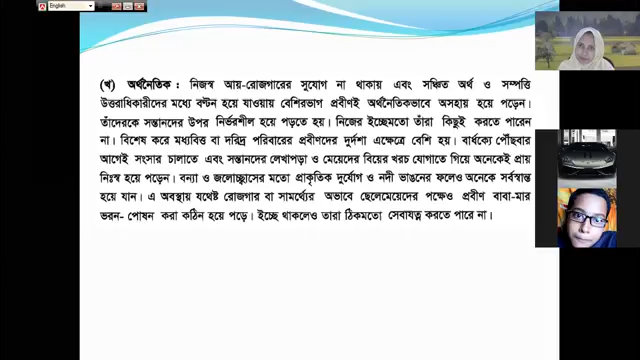 English
(খ) অর্থনৈতিক : নিজস্ব আয়-রোজগারের সুযোগ না থাকায় এবং সঞ্চিত অর্থ ও সম্পত্তি
উত্তরাধিকারীদের মধ্যে বণ্টন হয়ে যাওয়ায় বেশিরভাগ প্রবীণই অর্থনৈতিকভাবে অসহায় হয়ে পড়েন।
তাঁদেরকে সন্তানদের উপর নির্ভরশীল হয়ে পড়তে হয়। নিজের ইচ্ছেমতো তাঁরা কিছুই করতে পারেন
না। বিশেষ করে মধ্যবিত্ত বা দরিদ্র পরিবারের প্রবীণদের দুর্দশা এক্ষেত্রে বেশি হয়। বার্ধক্যে পৌঁছবার
আগেই সংসার চালাতে এবং সন্তানদের লেখাপড়া ও মেয়েদের বিয়ের খরচ যোগাতে গিয়ে অনেকেই প্রায়
নিঃস্ব হয়ে পড়েন। বন্যা ও জলোচ্ছ্বাসের মতো প্রাকৃতিক দুর্যোগ ও নদী ভাঙনের ফলেও অনেকে সর্বস্বান্ত
হয়ে যান। এ অবস্থায় যথেষ্ট রোজগার বা সামর্থ্যের অভাবে ছেলেমেয়েদের পক্ষেও প্রবীণ বাবা-মার
ভরন- পোষন করা কঠিন হয়ে পড়ে। ইচ্ছে থাকলেও তারা ঠিকমতো সেবাযত্ন করতে পারে না।